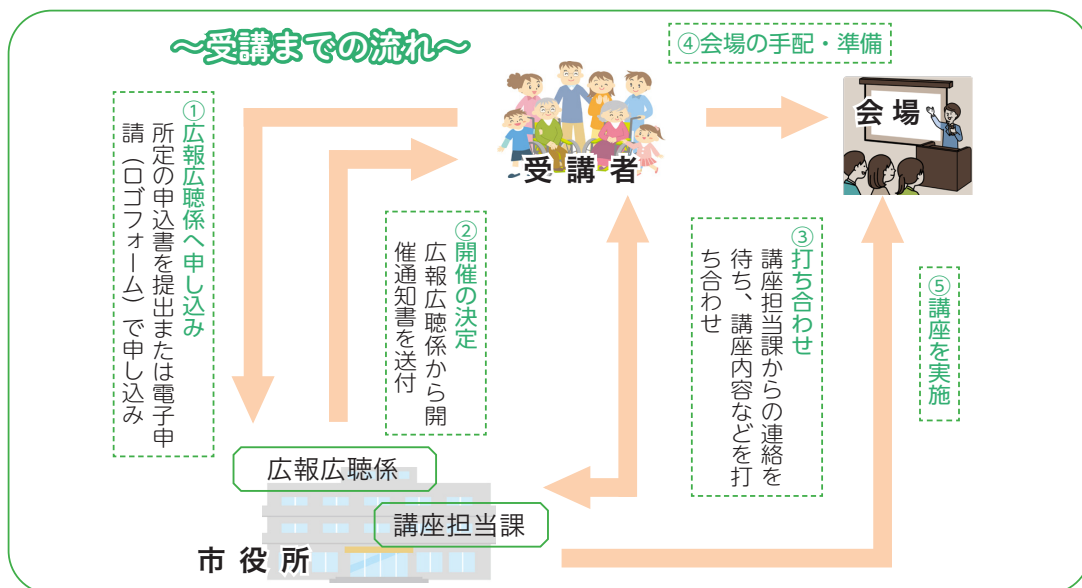 ～受講までの流れ～
①広報広聴係へ申し込み
所定の申込書を提出または電子申
請（ロゴフォーム）で申し込み
②開催の決定
広報広聴係から開
催通知書を送付
③打ち合わせ
講座担当課からの連絡を
待ち、講座内容などを打
ち合わせ
④会場の手配・準備
⑤講座を実施
受講者
会場
広報広聴係
講座担当課
市役所